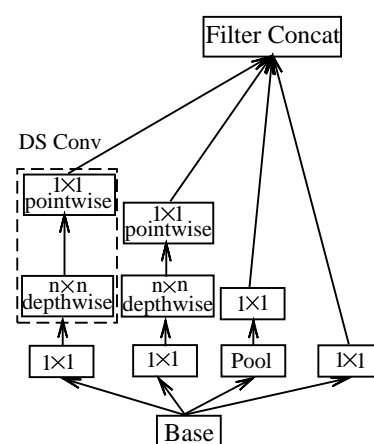 Filter Concat
DS Conv
1×1
pointwise
1×1
pointwise
n×n
depthwise
n×n
depthwise
1×1
1×1
1×1
Pool
1×1
Base